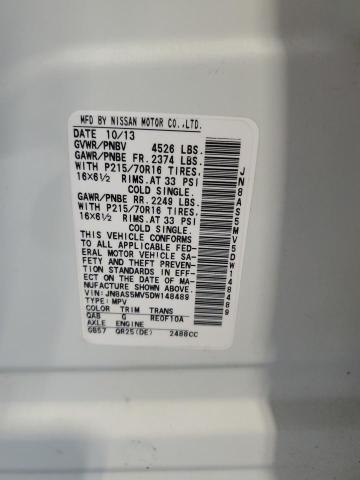 MFD BY NISSAN MOTOR CO.,LTD.
DATE 10/13
GVWR/PNBV 4526 LBS.
GAWR/PNBE FR. 2374 LBS.
WITH P215/70R16 TIRES,
16X6½ RIMS.AT 33 PSI
COLD SINGLE.
GAWR/PNBE RR. 2249 LBS.
WITH P215/70R16 TIRES,
16X6½ RIMS.AT 33 PSI
COLD SINGLE.
THIS VEHICLE CONFORMS
TO ALL APPLICABLE FED-
ERAL MOTOR VEHICLE SA-
FETY AND THEFT PREVEN-
TION STANDARDS IN EFF-
ECT ON THE DATE OF MA-
NUFACTURE SHOWN ABOVE.
VIN:JN8AS5MV5DW148489
TYPE: MPV
COLOR TRIM TRANS
QAB G RE0F10A
AXLE ENGINE
GB57 QR25(DE) 2488CC
JN8AS5MV5DW148489